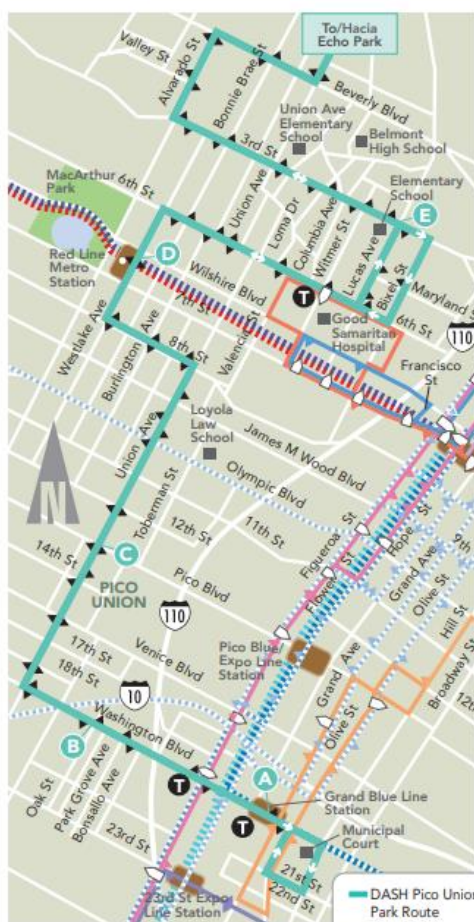 To/Hacia
Echo Park
Valley St
Alvarado St
Bonnie Brae St
Beverly Blvd
Union Ave
Elementary
School
Belmont
High School
3rd St
MacArthur
Park
6th St
Union Ave
Loma Dr
Columbia Ave
Witmer St
Elementary
School
E
Lucas Ave
Bixel St
Maryland S
D
Red Line
Metro
Station
Wilshire Blvd
7th St
T
Good
Samaritan
Hospital
6th St
110
Francisco
St
Westlake Ave
Burlington Ave
8th St
Valencia St
Loyola
Law
School
James M Wood Blvd
Union Ave
Olympic Blvd
N
Toberman St
12th St
11th St
Figueroa St
Flower St
Hope St
Grand Ave
Olive St
9th
14th St
C
PICO
UNION
Pico Blvd
110
Hill St
Broadway
12t
17th St
18th St
Venice Blvd
Pico Blue/
Expo Line
Station
Grand Ave
Olive St
10
B
Washington Blvd
A
T
Grand Blue Line
Station
Oak St
Park Grove Ave
Bonsallo Ave
T
Municipal
Court
23rd St
21st St
22nd St
23rd St Expo
Line Station
DASH Pico Union
Park Route